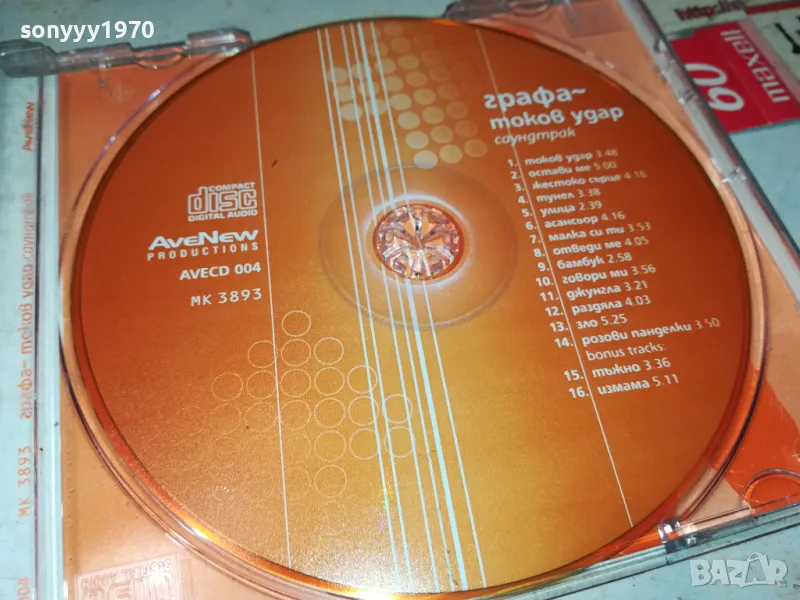 sonyyy1970
графа~
токов удар
саундтрак
1. токов удар 3.48
2. остави ме 5.00
3. жестоко сърце 4.16
4. тунел 3.38
5. улица 2.39
6. асансьор 4.16
7. малка си ти 3.53
8. отведи ме 4.05
9. бамбук 2.58
10. говори ми 3.56
11. джунгла 3.21
12. раздяла 4.03
13. зло 5.25
14. розови панделки 3 50
bonus tracks:
15. тъжно 3.36
16. измама 5.11
COMPACT
disc
DIGITAL AUDIO
AVENEW
PRODUCTIONS
AVECD 004
МК 3893
МК 3893 графа~ токов удар саундтрак AVENEW
maxell
60
BAZAR
.bg